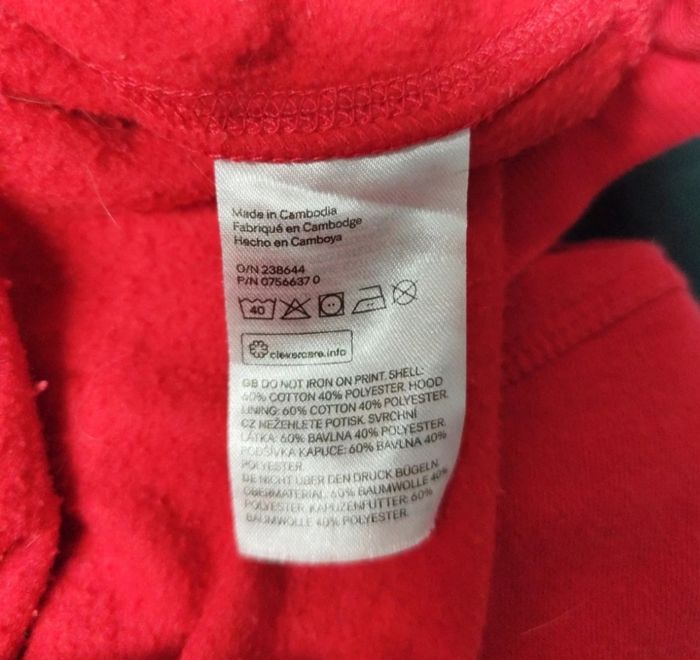 Made in Cambodia
Fabriqué en Cambodge
Hecho en Camboya
O/N 238644
P/N 0756637 0
40
clevercare.info
GB DO NOT IRON ON PRINT. SHELL:
60% COTTON 40% POLYESTER. HOOD
LINING: 60% COTTON 40% POLYESTER.
CZ NEŽEHLETE POTISK. SVRCHNÍ
LÁTKA: 60% BAVLNA 40% POLYESTER.
PODŠÍVKA KAPUCE: 60% BAVLNA 40%
POLYESTER.
DE NICHT ÜBER DEN DRUCK BÜGELN.
OBERMATERIAL: 60% BAUMWOLLE 40%
POLYESTER. KAPUZENFUTTER: 60%
BAUMWOLLE 40% POLYESTER.